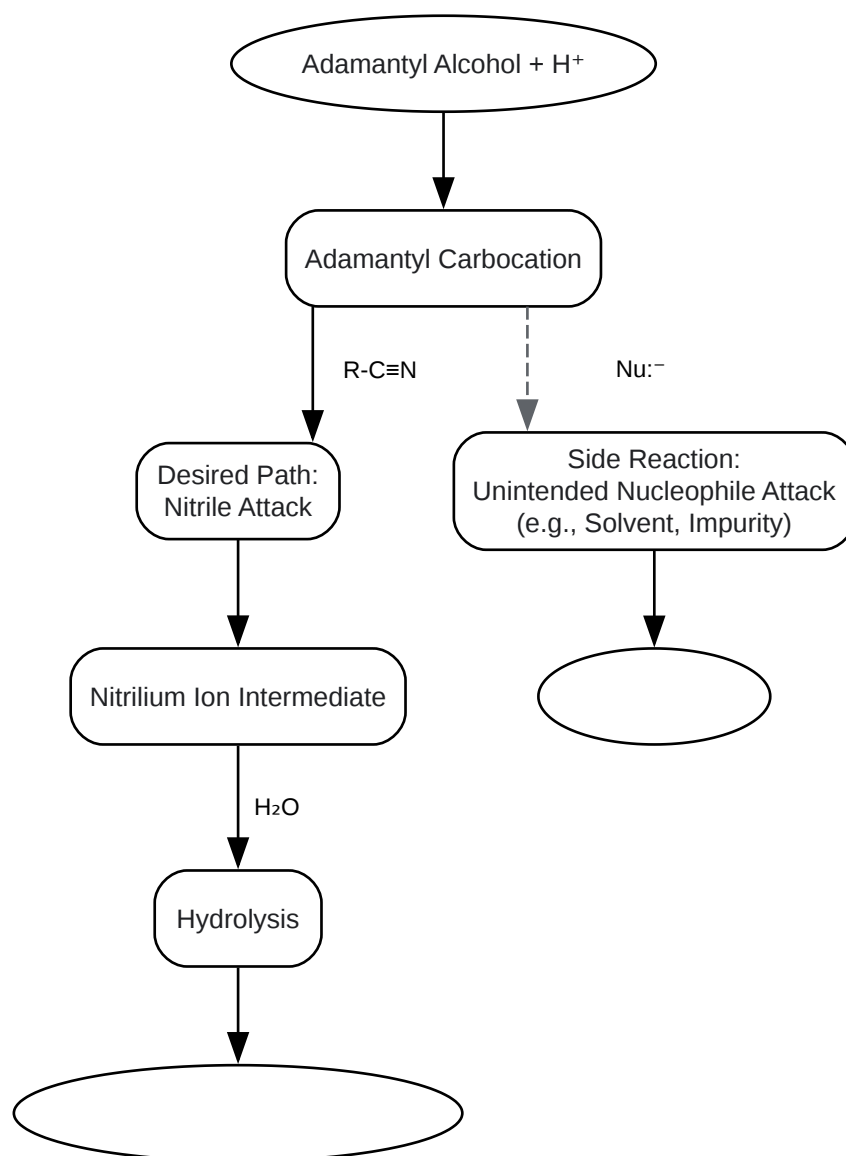 Adamantyl Alcohol + H⁺
Adamantyl Carbocation
R-C≡N
Nu:⁻
Desired Path:
Nitrile Attack
Side Reaction:
Unintended Nucleophile Attack
(e.g., Solvent, Impurity)
Nitrilium Ion Intermediate
H₂O
Hydrolysis